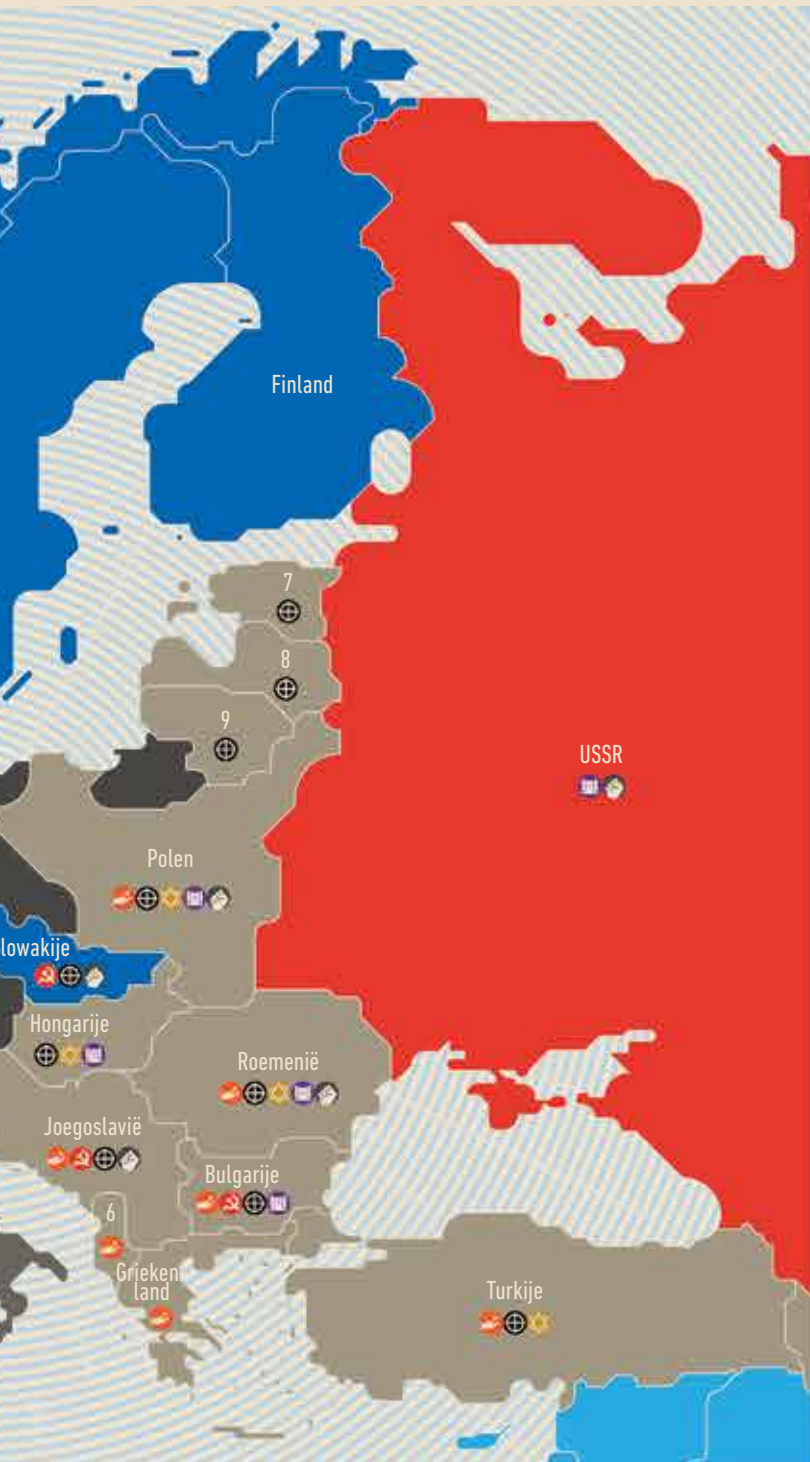 Finland
7
8
9
USSR
Polen
lowakije
Hongarije
Roemenië
Joegoslavië
Bulgarije
6
Grieken
land
Turkije